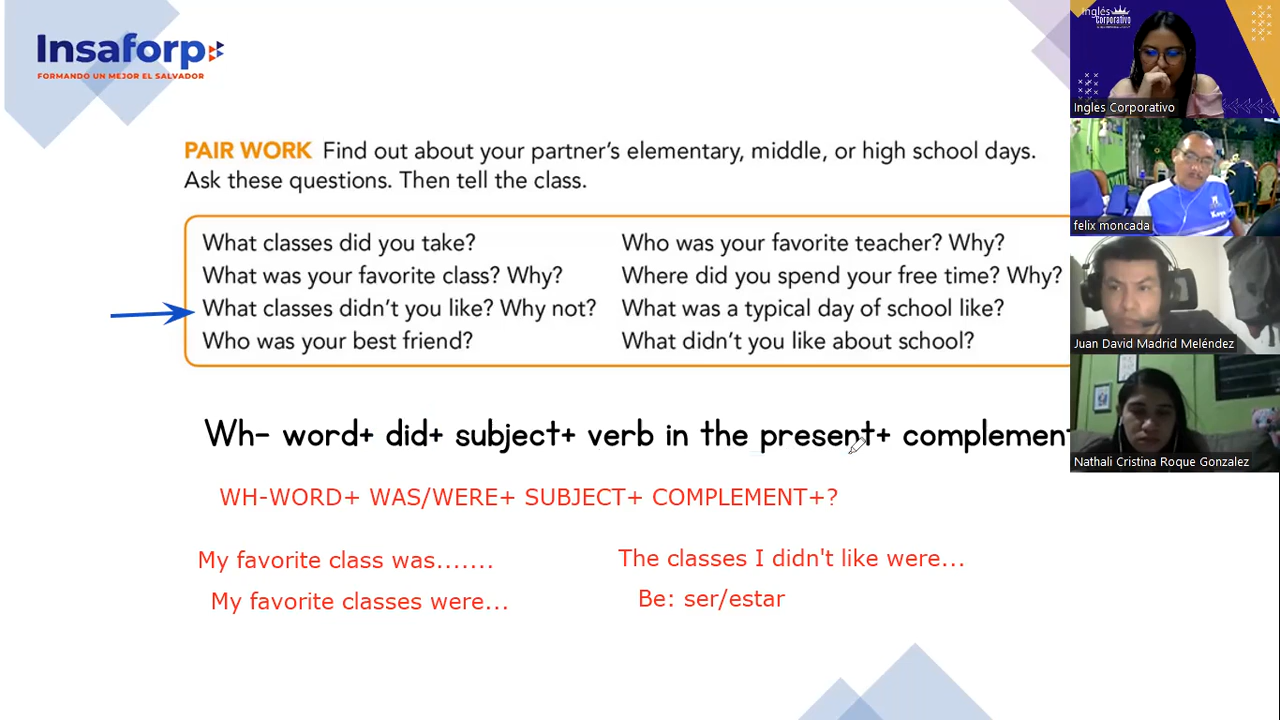 Insaforp
FORMANDO UN MEJOR EL SALVADOR
PAIR WORK Find out about your partner's elementary, middle, or high school days.
Ask these questions. Then tell the class.
What classes did you take?
What was your favorite class? Why?
What classes didn't you like? Why not?
Who was your best friend?
Who was your favorite teacher? Why?
Where did you spend your free time? Why?
What was a typical day of school like?
What didn't you like about school?
Wh- word+ did+ subject+ verb in the present+ complement
WH-WORD+ WAS/WERE+ SUBJECT+ COMPLEMENT+?
My favorite class was.......
My favorite classes were...
The classes I didn't like were...
Be: ser/estar
Inglés
Corporativo
Ingles Corporativo
felix moncada
Juan David Madrid Meléndez
Nathali Cristina Roque Gonzalez